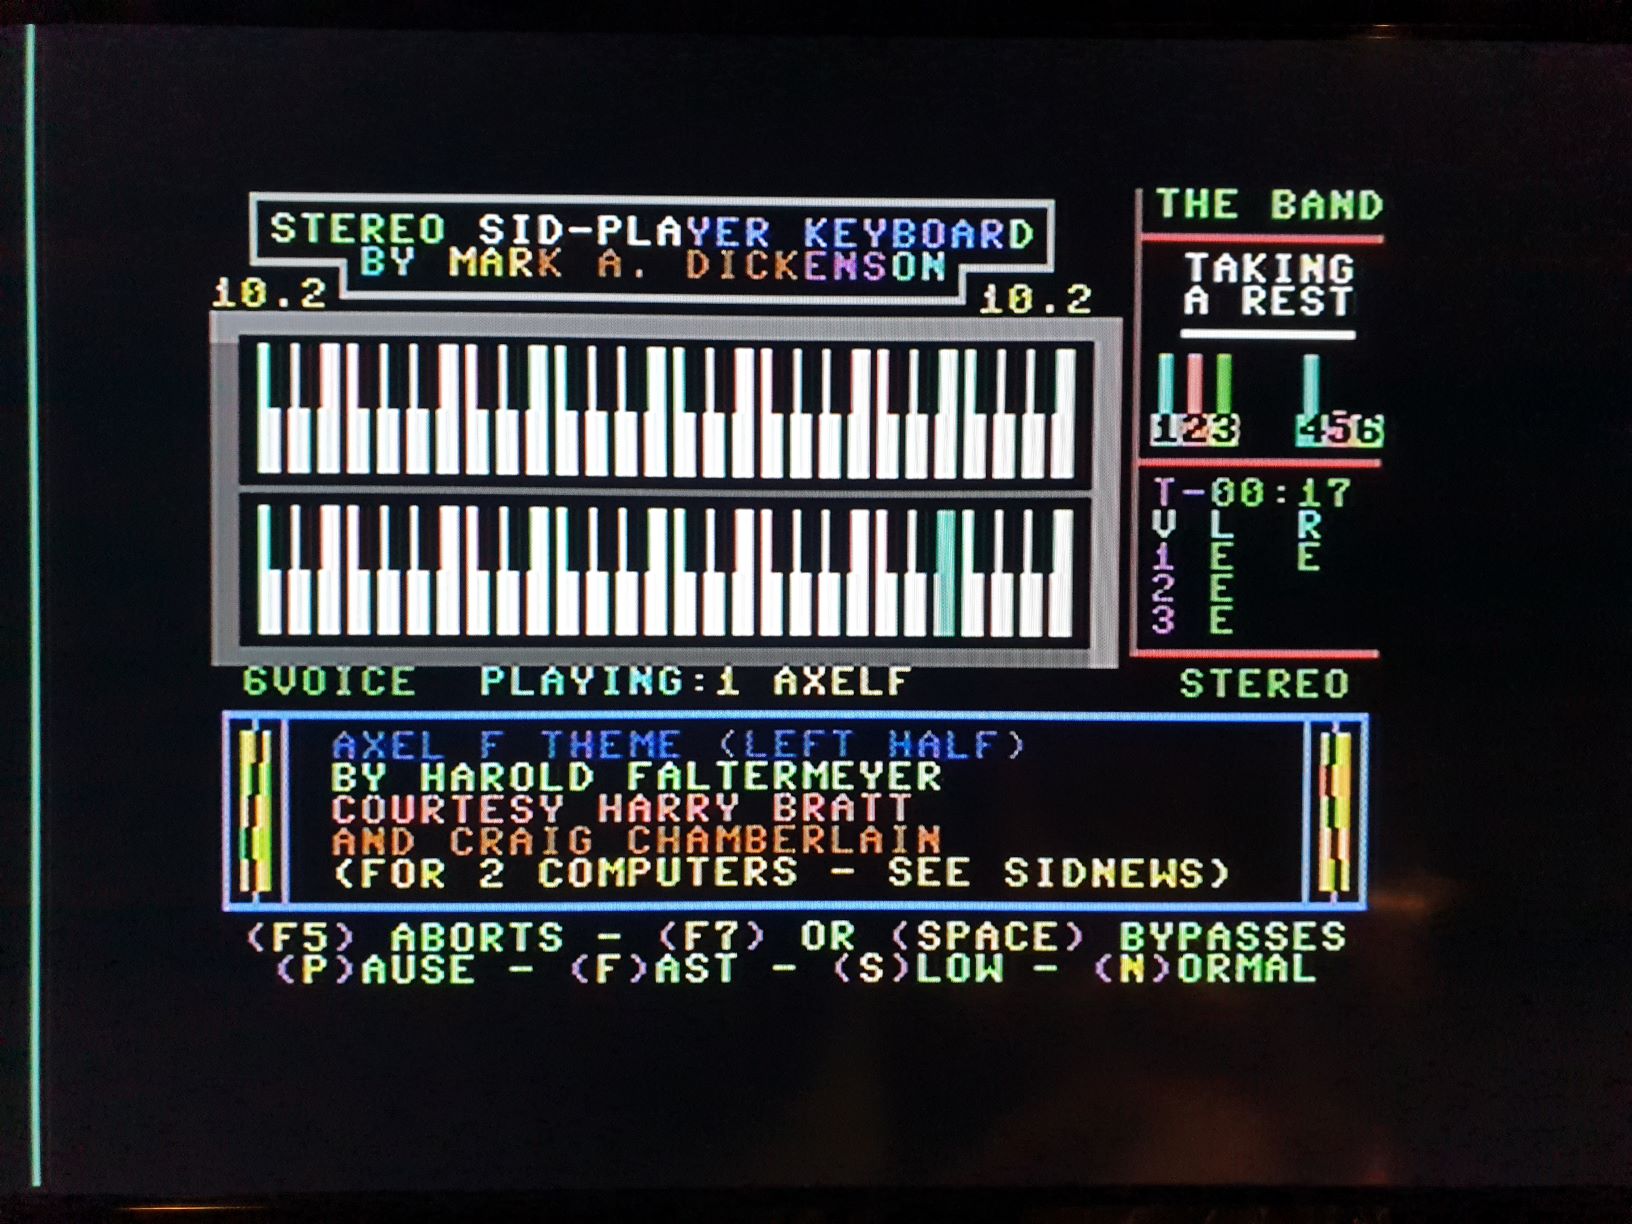 STEREO SID-PLAYER KEYBOARD
BY MARK A. DICKENSON
10.2
10.2
THE BAND
TAKING
A REST
123 456
T-00:17
V L R
1 E E
2 E
3 E
6VOICE PLAYING:1 AXELF
STEREO
AXEL F THEME (LEFT HALF)
BY HAROLD FALTERMEYER
COURTESY HARRY BRATT
AND CRAIG CHAMBERLAIN
(FOR 2 COMPUTERS - SEE SIDNEWS)
(F5) ABORTS - (F7) OR (SPACE) BYPASSES
(P)AUSE - (F)AST - (S)LOW - (N)ORMAL